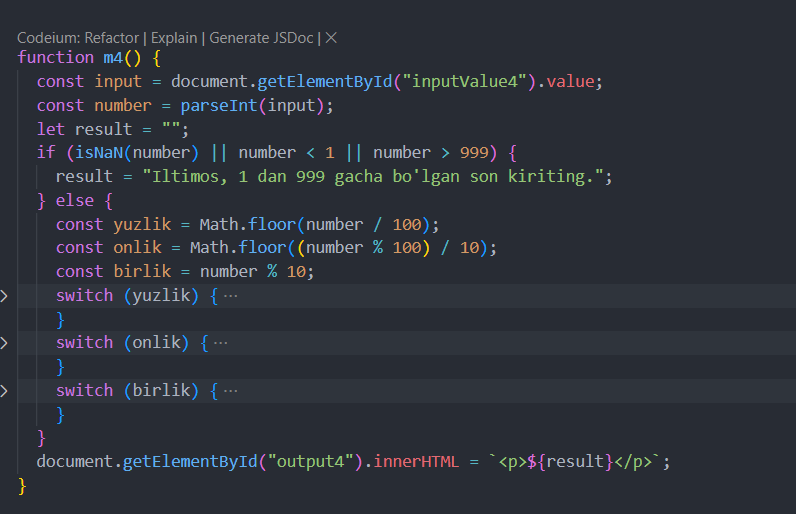 Codeium: Refactor | Explain | Generate JSDoc | ×
function m4() {
  const input = document.getElementById("inputValue4").value;
  const number = parseInt(input);
  let result = "";
  if (isNaN(number) || number < 1 || number > 999) {
    result = "Iltimos, 1 dan 999 gacha bo'lgan son kiriting.";
  } else {
    const yuzlik = Math.floor(number / 100);
    const onlik = Math.floor((number % 100) / 10);
    const birlik = number % 10;
    switch (yuzlik) { ···
    }
    switch (onlik) { ···
    }
    switch (birlik) { ···
    }
  }
  document.getElementById("output4").innerHTML = `<p>${result}</p>`;
}